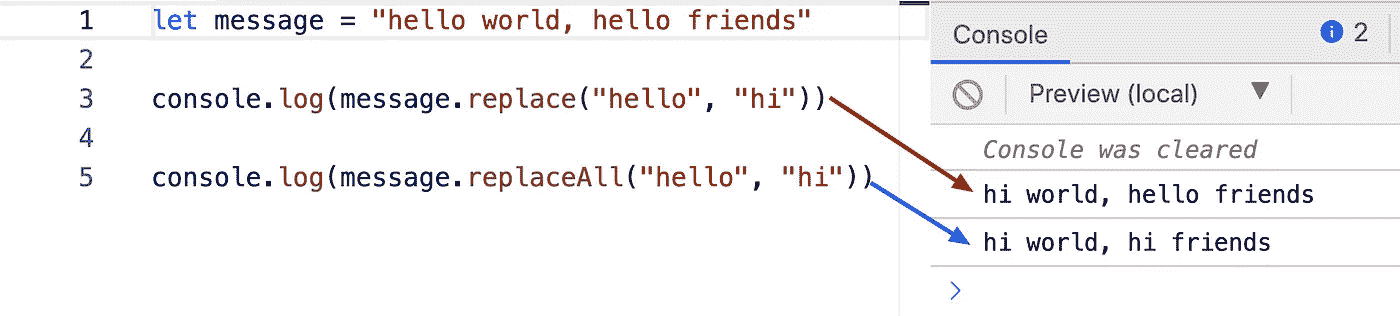 1 let message = "hello world, hello friends"
2
3 console.log(message.replace("hello", "hi"))
4
5 console.log(message.replaceAll("hello", "hi"))
Console
i 2
Preview (local) ▼
Console was cleared
hi world, hello friends
hi world, hi friends
>